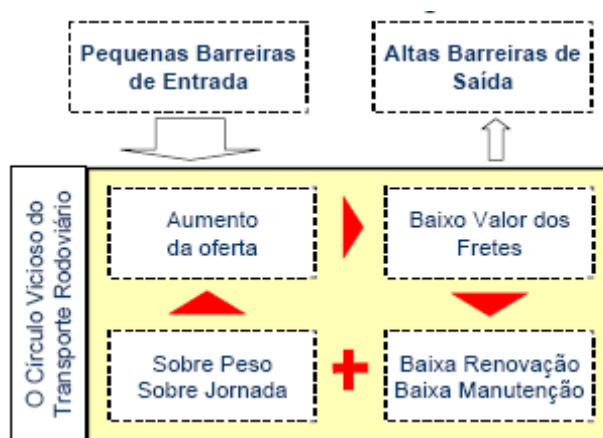 Pequenas Barreiras
de Entrada
Altas Barreiras de
Saída
O Círculo Vicioso do
Transporte Rodoviário
Aumento
da oferta
Baixo Valor dos
Fretes
Sobre Peso
Sobre Jornada
Baixa Renovação
Baixa Manutenção